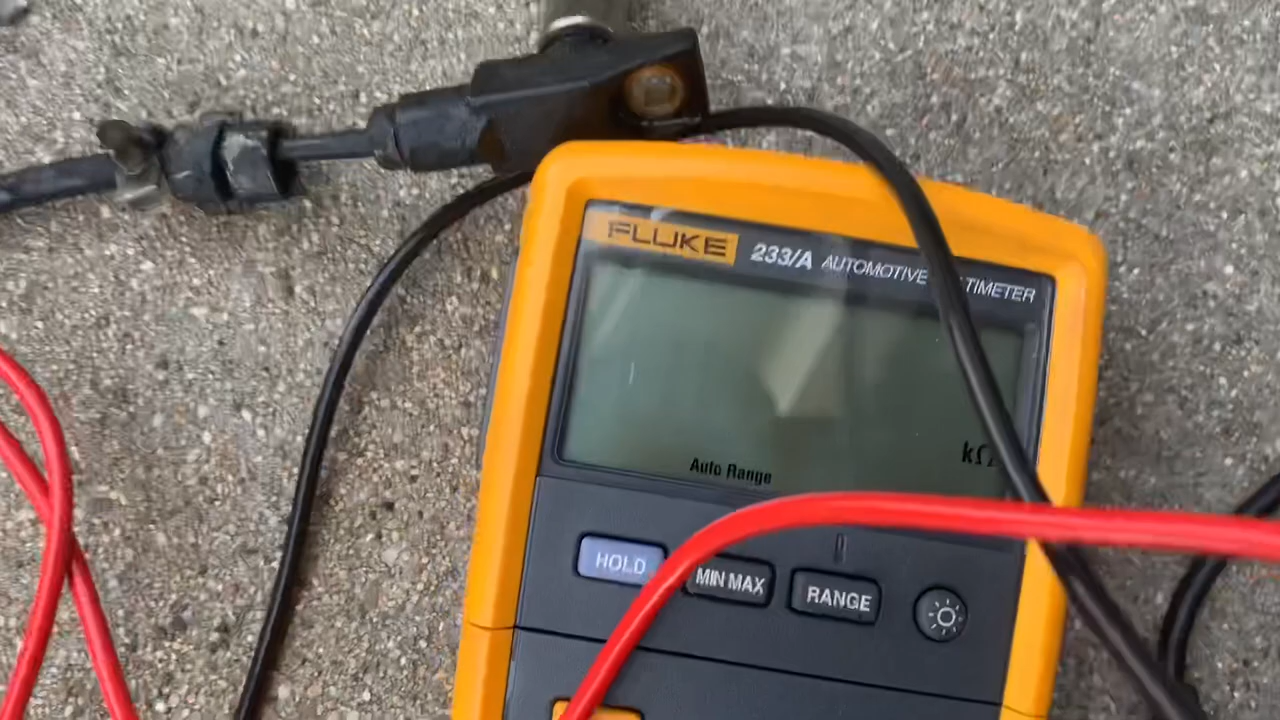 FLUKE 233/A AUTOMOTIVE TIMETER
Auto Range kΩ
HOLD MIN MAX RANGE